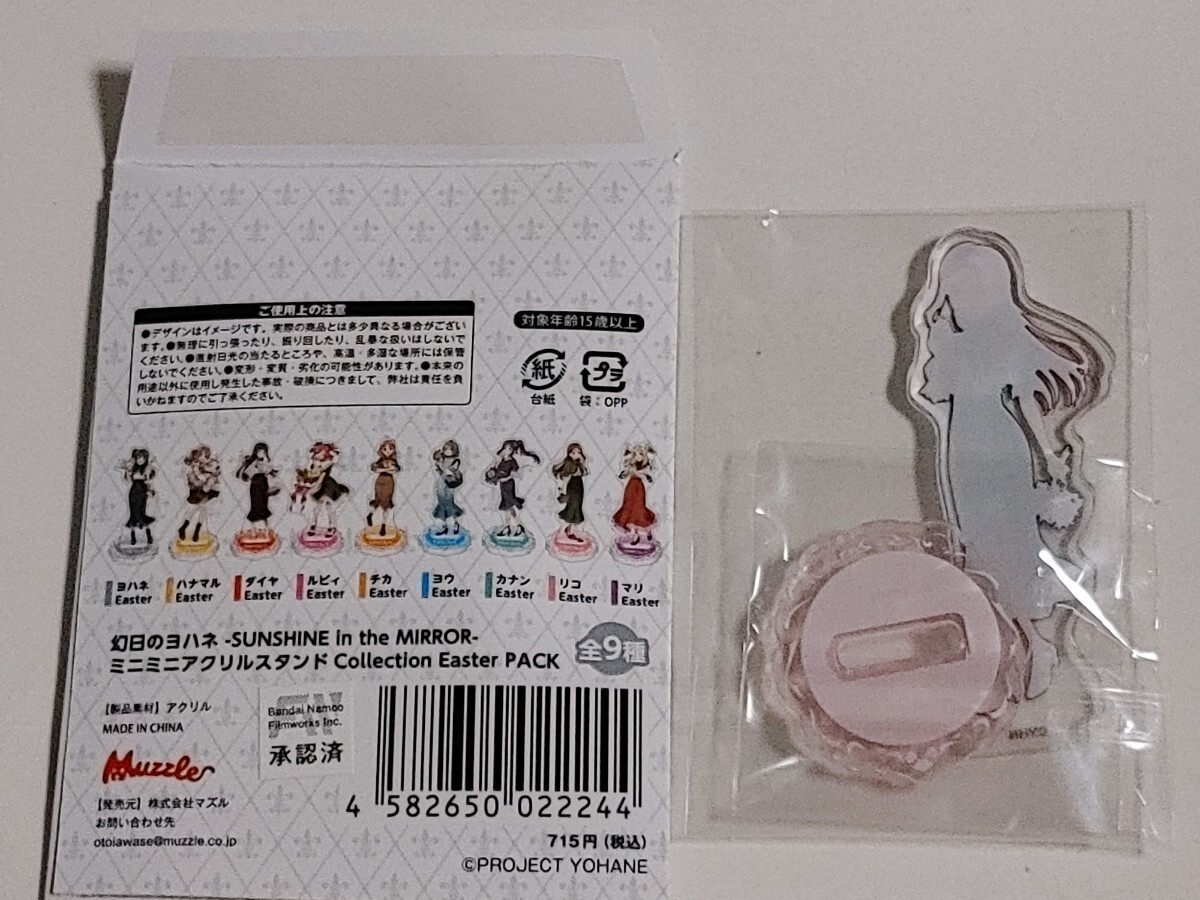 ご使用上の注意
●デザインはイメージです。実際の商品とは多少異なる場合がござい
ます。●無理に引っ張ったり、振り回したり、乱暴な扱いはしないで
ください。●直射日光の当たるところや、高温・多湿な場所には保管
しないでください。●変形・変質・劣化の可能性があります。●本来の
用途以外に使用し発生した事故・破損につきまして、弊社は責任を負
いかねますのでご了承ください。
対象年齢15歳以上
紙
台紙
プラ
袋：OPP
ヨハネ Easter
ハナマル Easter
ダイヤ Easter
ルビィ Easter
チカ Easter
ヨウ Easter
カナン Easter
リコ Easter
マリ Easter
幻日のヨハネ -SUNSHINE in the MIRROR-
ミニミニアクリルスタンド Collection Easter PACK
全9種
【製品素材】アクリル
MADE IN CHINA
Muzzle
【発売元】株式会社マズル
お問い合わせ先
otoiawase@muzzle.co.jp
Bandai Namco
Filmworks Inc.
承認済
4 582650 022244
715円（税込）
©PROJECT YOHANE